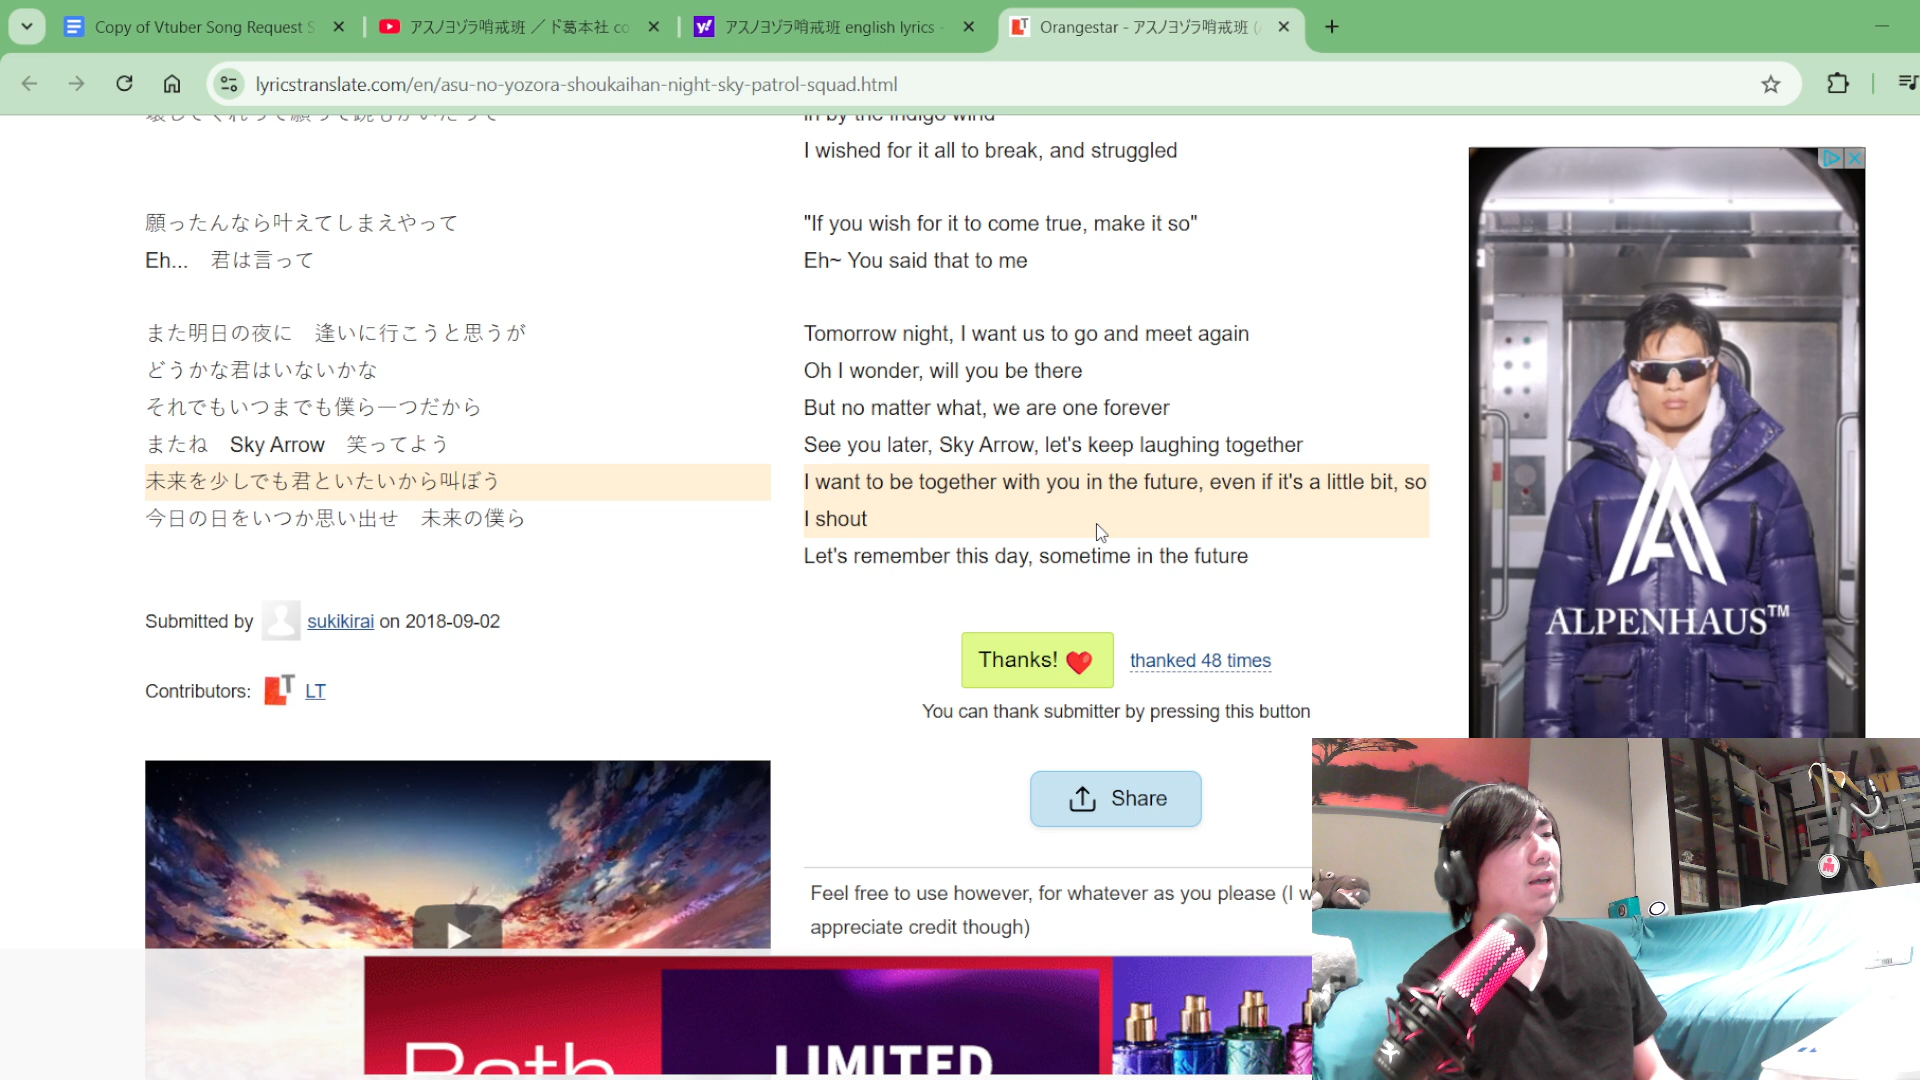 Copy of Vtuber Song Request S
アスノヨゾラ哨戒班 ／ ド葛本社 co
アスノヨゾラ哨戒班 english lyrics -
Orangestar - アスノヨゾラ哨戒班 (
lyricstranslate.com/en/asu-no-yozora-shoukaihan-night-sky-patrol-squad.html
in by the indigo wind
I wished for it all to break, and struggled
願ったんなら叶えてしまえやって
Eh... 君は言って
"If you wish for it to come true, make it so"
Eh~ You said that to me
また明日の夜に 逢いに行こうと思うが
どうかな君はいないかな
それでもいつまでも僕ら一つだから
またね Sky Arrow 笑ってよう
未来を少しでも君といたいから叫ぼう
今日の日をいつか思い出せ 未来の僕ら
Tomorrow night, I want us to go and meet again
Oh I wonder, will you be there
But no matter what, we are one forever
See you later, Sky Arrow, let's keep laughing together
I want to be together with you in the future, even if it's a little bit, so
I shout
Let's remember this day, sometime in the future
Submitted by sukikirai on 2018-09-02
Contributors: LT LT
Thanks! thanked 48 times
You can thank submitter by pressing this button
Share
Feel free to use however, for whatever as you please (I w
appreciate credit though)
ALPENHAUS™
Bath
LIMITED